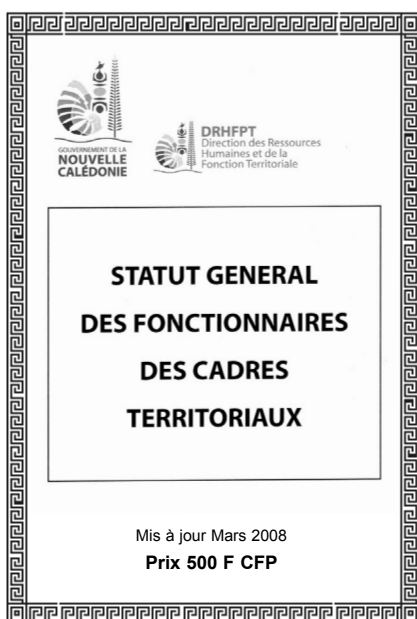 GOUVERNEMENT DE LA
NOUVELLE
CALÉDONIE
DRHFPT
Direction des Ressources
Humaines et de la
Fonction Territoriale
STATUT GENERAL
DES FONCTIONNAIRES
DES CADRES
TERRITORIAUX
Mis à jour Mars 2008
Prix 500 F CFP